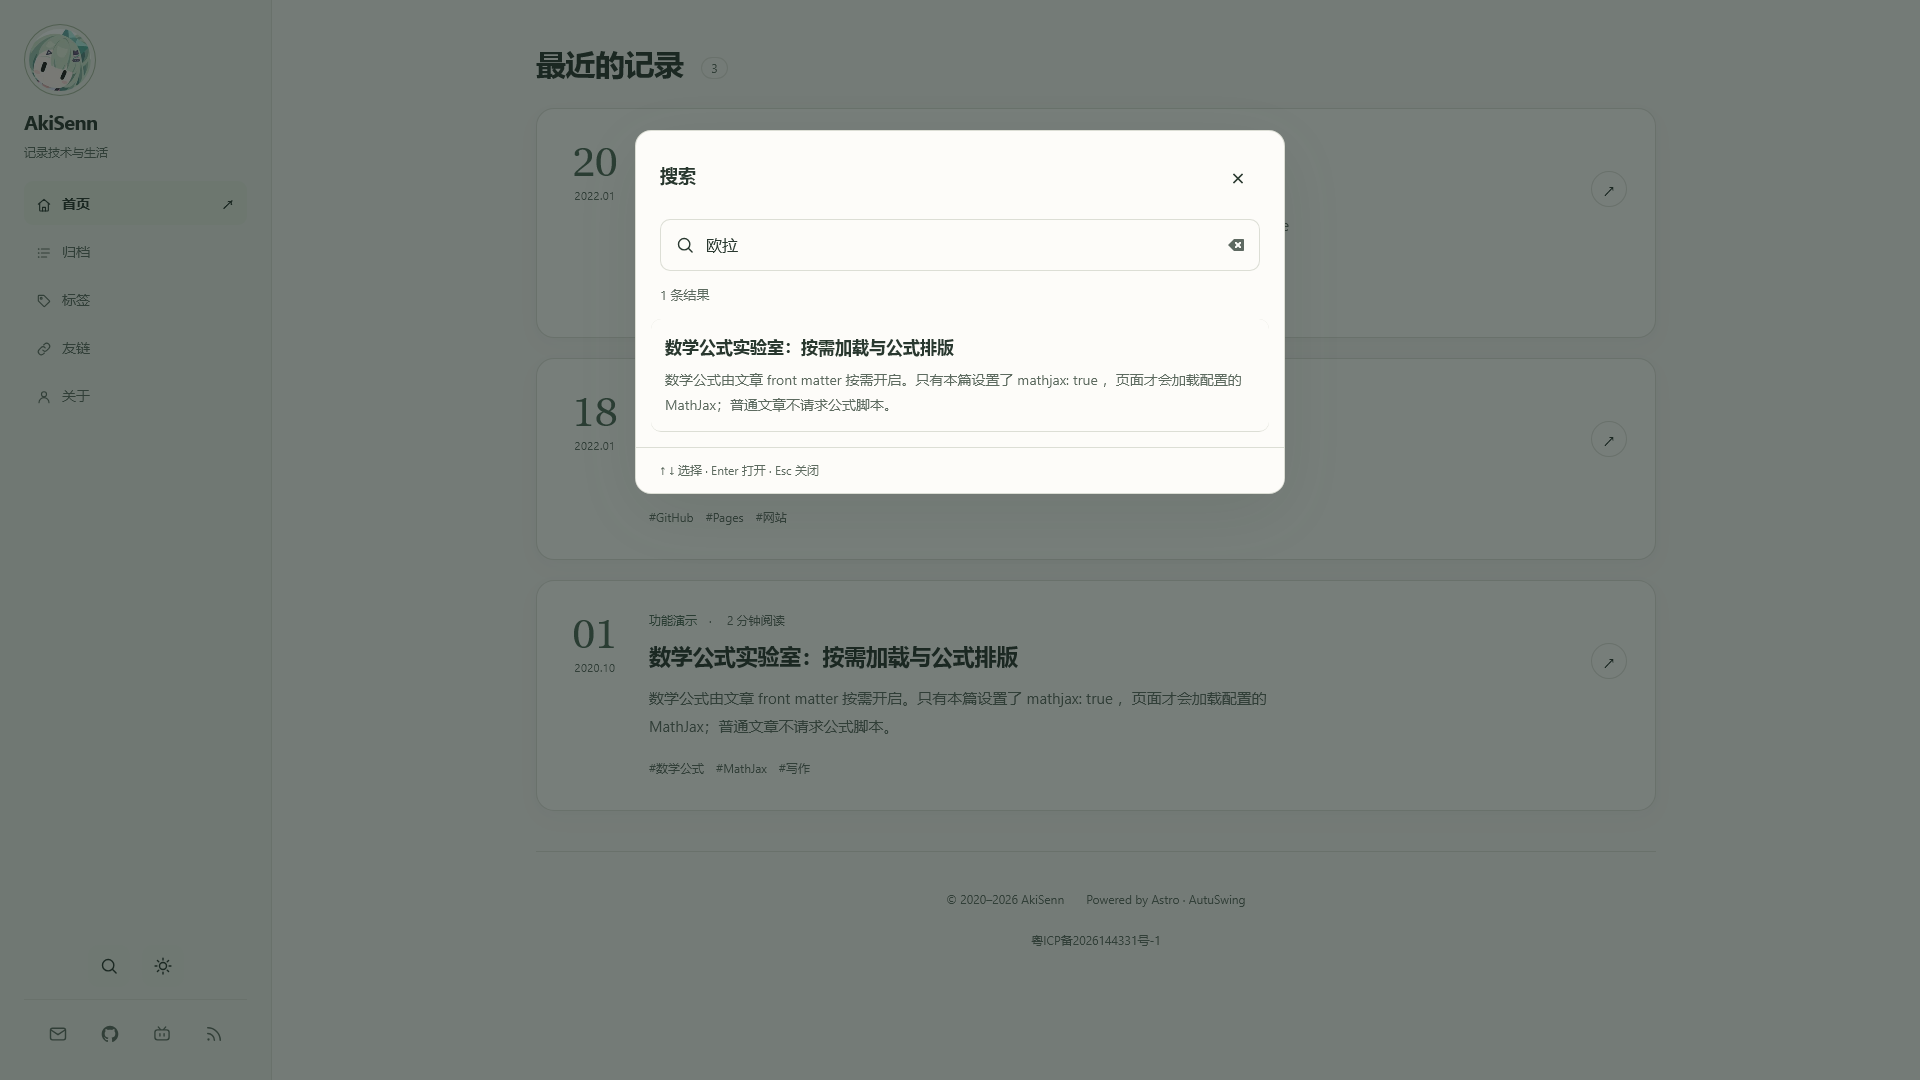 AkiSenn
记录技术与生活
首页
归档
标签
友链
关于
最近的记录 3
20
2022.01
搜索
欧拉
1 条结果
数学公式实验室：按需加载与公式排版
数学公式由文章 front matter 按需开启。只有本篇设置了 mathjax: true ，页面才会加载配置的
MathJax；普通文章不请求公式脚本。
↑ ↓ 选择 · Enter 打开 · Esc 关闭
18
2022.01
#GitHub #Pages #网站
01
2020.10
功能演示 · 2 分钟阅读
数学公式实验室：按需加载与公式排版
数学公式由文章 front matter 按需开启。只有本篇设置了 mathjax: true ，页面才会加载配置的
MathJax；普通文章不请求公式脚本。
#数学公式 #MathJax #写作
© 2020–2026 AkiSenn Powered by Astro · AutuSwing
粤ICP备2026144331号-1